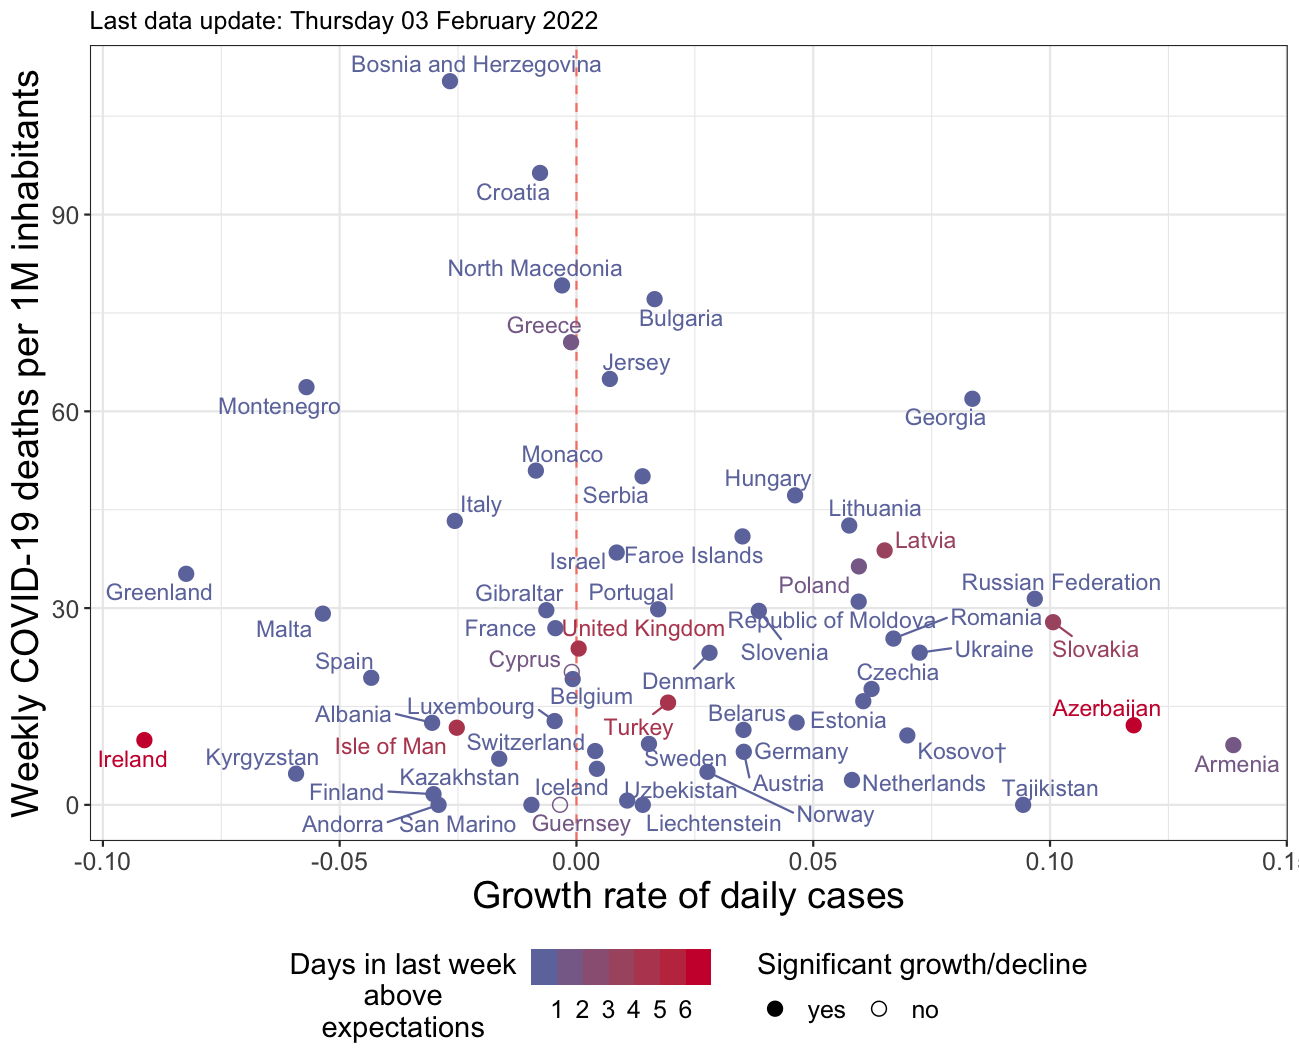 Last data update: Thursday 03 February 2022
Weekly COVID-19 deaths per 1M inhabitants
Bosnia and Herzegovina
Croatia
90
North Macedonia
Bulgaria
Greece
Jersey
Montenegro
60
Georgia
Monaco
Serbia
Hungary
Italy
Lithuania
Latvia
Israel
Faroe Islands
Poland
Greenland
Gibraltar
Portugal
Russian Federation
30
Malta
France
United Kingdom
Republic of Moldova
Romania
Slovenia
Ukraine
Slovakia
Spain
Cyprus
Czechia
Denmark
Belgium
Albania
Luxembourg
Turkey
Belarus
Estonia
Azerbaijan
Isle of Man
Switzerland
Ireland
Kyrgyzstan
Sweden
Germany
Kosovo†
Armenia
Kazakhstan
Finland
Iceland
Uzbekistan
Austria
Netherlands
Tajikistan
0
Andorra
San Marino
Guernsey
Liechtenstein
Norway
-0.10 -0.05 0.00 0.05 0.10 0.1
Growth rate of daily cases
Days in last week
above
expectations
1 2 3 4 5 6
Significant growth/decline
yes no